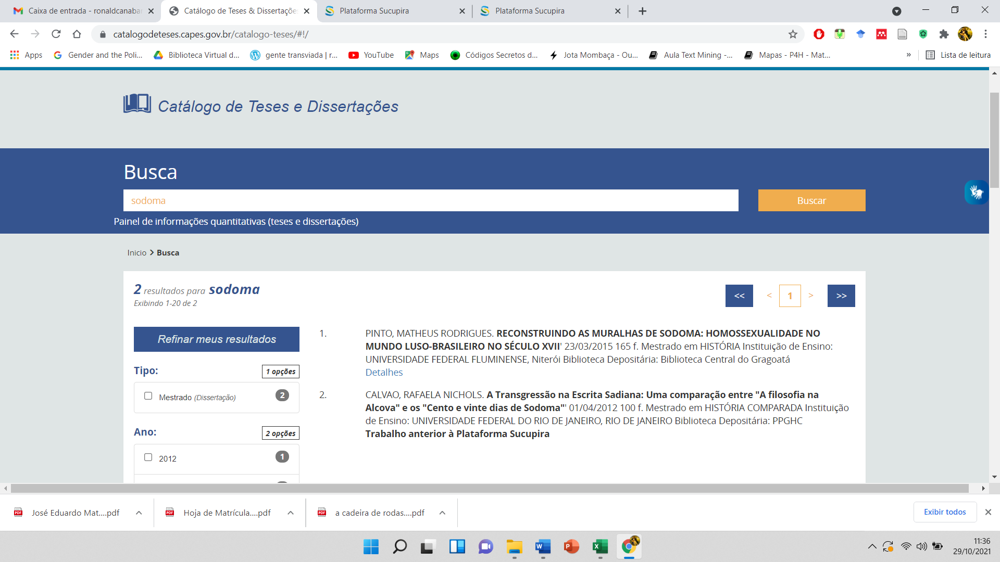 Caixa de entrada - ronaldcanabar
Catálogo de Teses & Dissertaçõe
Plataforma Sucupira
Plataforma Sucupira
catalogodeteses.capes.gov.br/catalogo-teses/#!/
Apps
Gender and the Poli...
Biblioteca Virtual d...
gente transviada | r...
YouTube
Maps
Códigos Secretos d...
Jota Mombaça - Ou...
Aula Text Mining -...
Mapas - P4H - Mat...
»
Lista de leitura
Catálogo de Teses e Dissertações
Busca
sodoma
Buscar
Painel de informações quantitativas (teses e dissertações)
Inicio > Busca
2 resultados para sodoma
Exibindo 1-20 de 2
<< < 1 > >>
Refinar meus resultados
Tipo: 1 opções
Mestrado (Dissertação) 2
Ano: 2 opções
2012 1
1. PINTO, MATHEUS RODRIGUES. RECONSTRUINDO AS MURALHAS DE SODOMA: HOMOSSEXUALIDADE NO
MUNDO LUSO-BRASILEIRO NO SÉCULO XVII' 23/03/2015 165 f. Mestrado em HISTÓRIA Instituição de Ensino:
UNIVERSIDADE FEDERAL FLUMINENSE, Niterói Biblioteca Depositária: Biblioteca Central do Gragoatá
Detalhes
2. CALVAO, RAFAELA NICHOLS. A Transgressão na Escrita Sadiana: Uma comparação entre "A filosofia na
Alcova" e os "Cento e vinte dias de Sodoma"' 01/04/2012 100 f. Mestrado em HISTÓRIA COMPARADA Instituição
de Ensino: UNIVERSIDADE FEDERAL DO RIO DE JANEIRO, RIO DE JANEIRO Biblioteca Depositária: PPGHC
Trabalho anterior à Plataforma Sucupira
José Eduardo Mat....pdf
Hoja de Matrícula....pdf
a cadeira de rodas....pdf
Exibir todos
11:36
29/10/2021